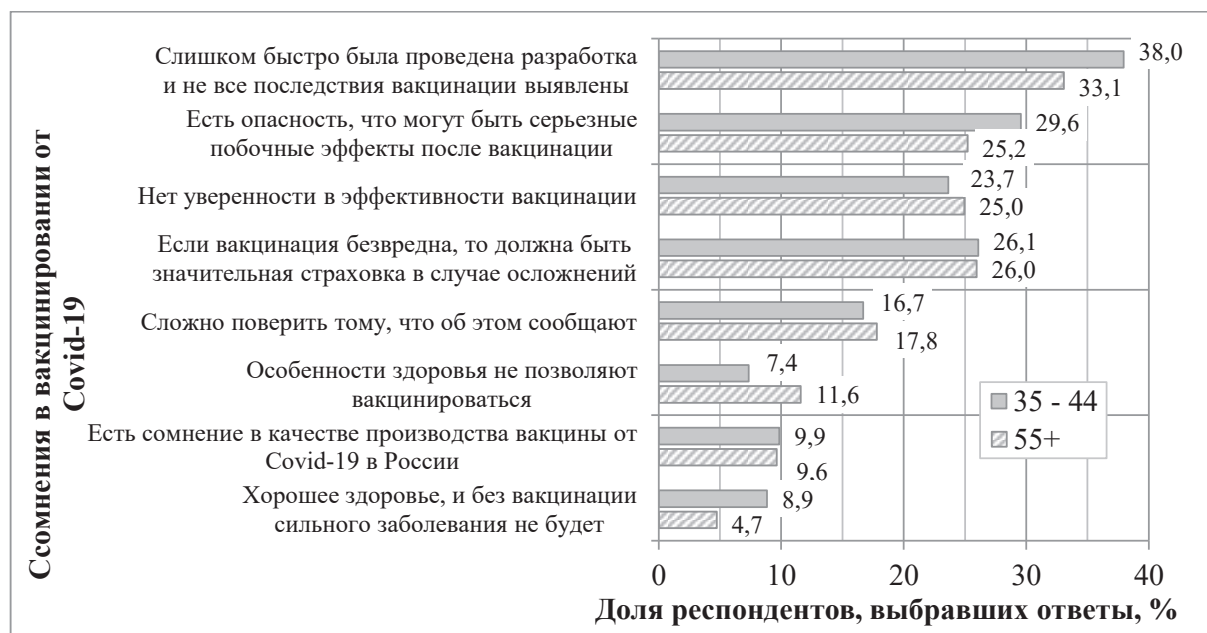 Ссомнения в вакцинировании от
Covid-19
Слишком быстро была проведена разработка
и не все последствия вакцинации выявлены
38,0
33,1
Есть опасность, что могут быть серьезные
побочные эффекты после вакцинации
29,6
25,2
Нет уверенности в эффективности вакцинации
23,7
25,0
Если вакцинация безвредна, то должна быть
значительная страховка в случае осложнений
26,1
26,0
Сложно поверить тому, что об этом сообщают
16,7
17,8
Особенности здоровья не позволяют
вакцинироваться
7,4
11,6
Есть сомнение в качестве производства вакцины от
Covid-19 в России
9,9
9,6
Хорошее здоровье, и без вакцинации
сильного заболевания не будет
8,9
4,7
35 - 44
55+
0 10 20 30 40
Доля респондентов, выбравших ответы, %